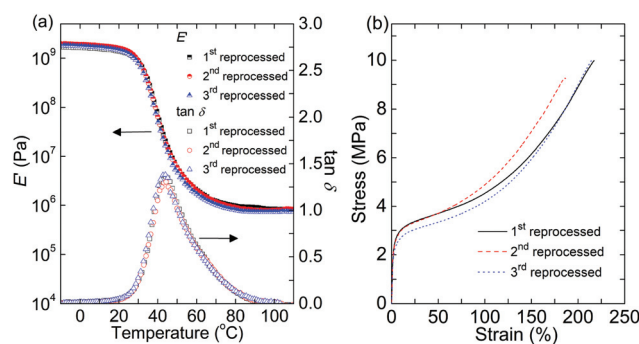 (a)
E'
1st reprocessed
2nd reprocessed
3rd reprocessed
tan δ
1st reprocessed
2nd reprocessed
3rd reprocessed
E' (Pa)
10^9
10^8
10^7
10^6
10^5
10^4
0 20 40 60 80 100
Temperature (°C)
3.0
2.5
2.0
1.5
1.0
0.5
0.0
tan δ
(b)
Stress (MPa)
12
10
8
6
4
2
0
1st reprocessed
2nd reprocessed
3rd reprocessed
0 50 100 150 200 250
Strain (%)